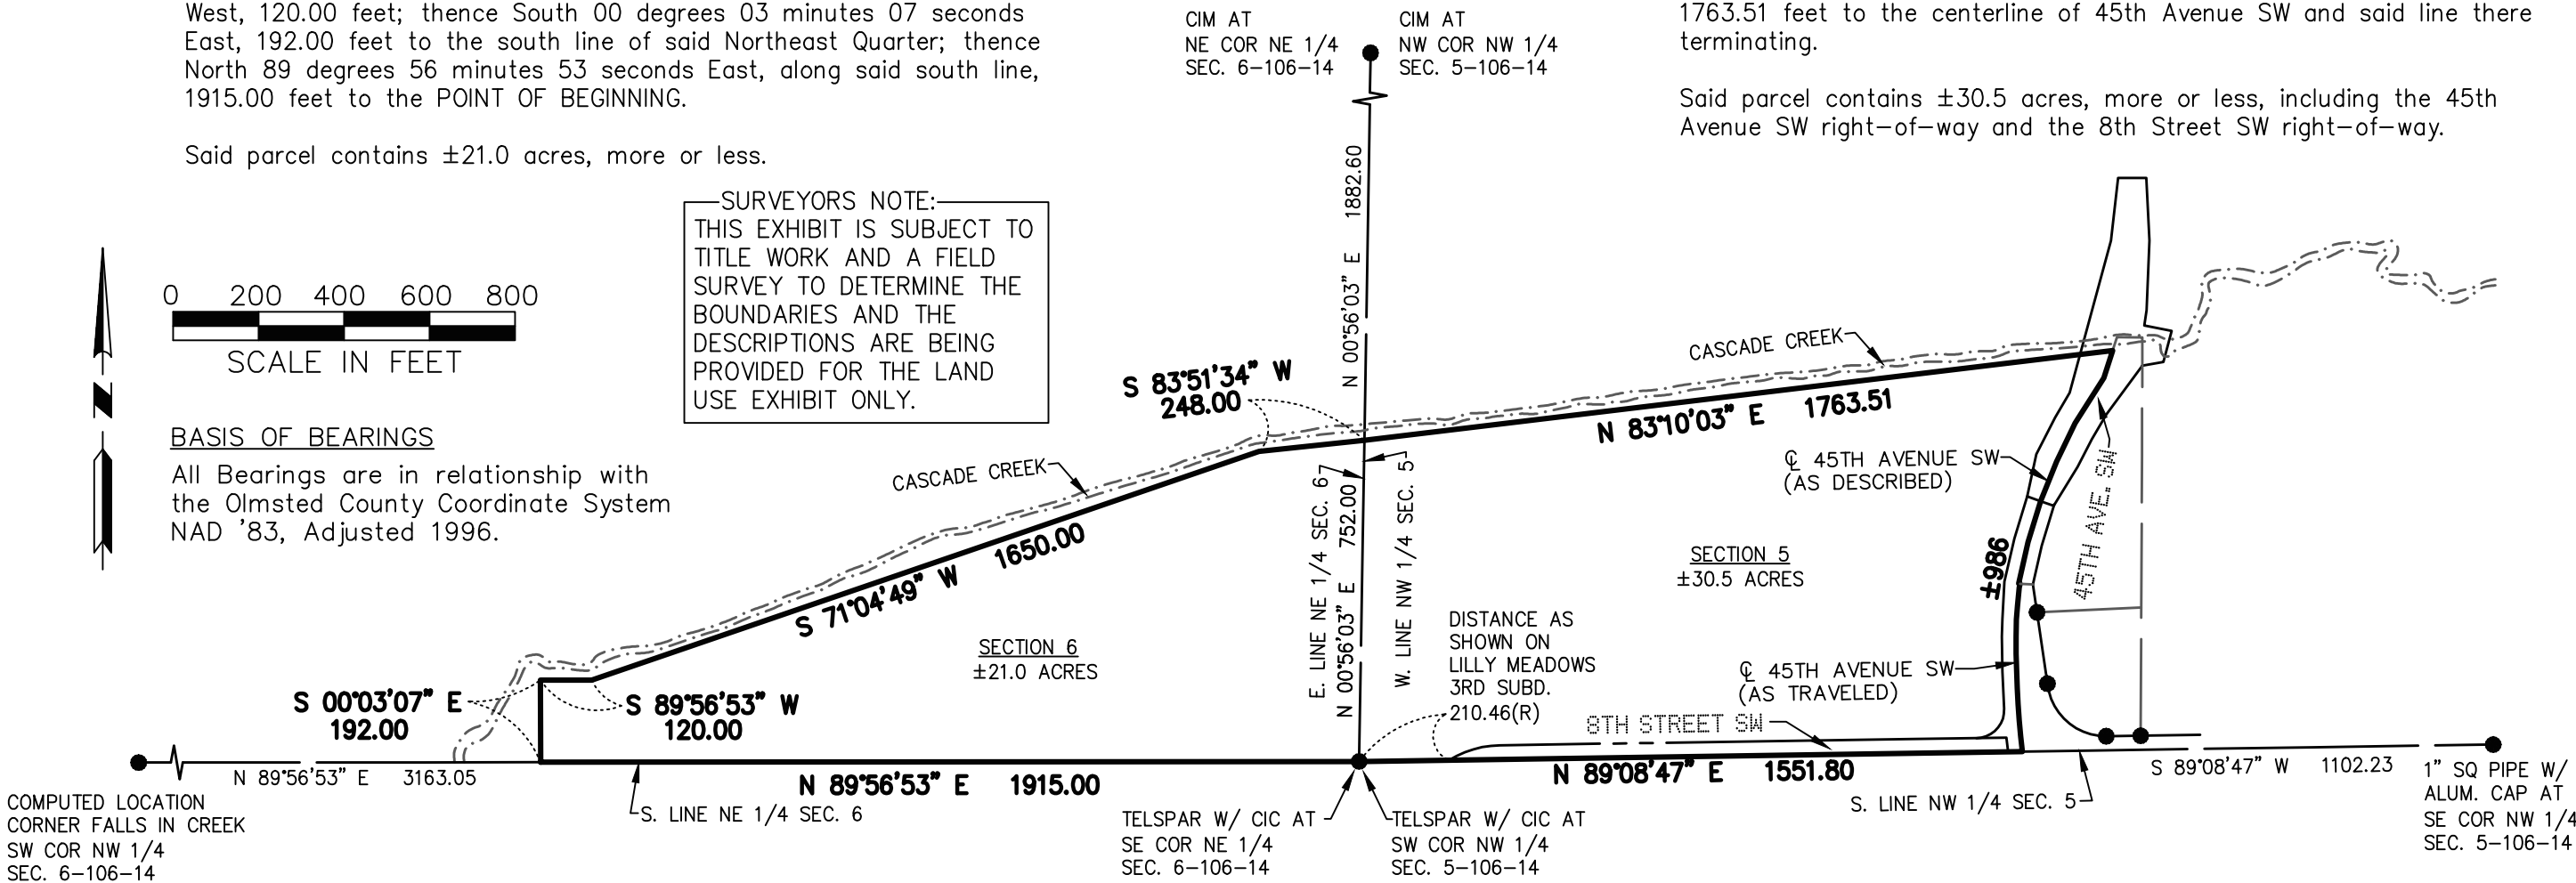 West, 120.00 feet; thence South 00 degrees 03 minutes 07 seconds
East, 192.00 feet to the south line of said Northeast Quarter; thence
North 89 degrees 56 minutes 53 seconds East, along said south line,
1915.00 feet to the POINT OF BEGINNING.
Said parcel contains ±21.0 acres, more or less.
CIM AT
NE COR NE 1/4
SEC. 6-106-14
CIM AT
NW COR NW 1/4
SEC. 5-106-14
1763.51 feet to the centerline of 45th Avenue SW and said line there
terminating.
Said parcel contains ±30.5 acres, more or less, including the 45th
Avenue SW right-of-way and the 8th Street SW right-of-way.
SURVEYORS NOTE:
THIS EXHIBIT IS SUBJECT TO
TITLE WORK AND A FIELD
SURVEY TO DETERMINE THE
BOUNDARIES AND THE
DESCRIPTIONS ARE BEING
PROVIDED FOR THE LAND
USE EXHIBIT ONLY.
0 200 400 600 800
SCALE IN FEET
N
BASIS OF BEARINGS
All Bearings are in relationship with
the Olmsted County Coordinate System
NAD '83, Adjusted 1996.
N 00°56'03" E 1882.60
S 83°51'34" W
248.00
CASCADE CREEK
N 83°10'03" E 1763.51
CASCADE CREEK
S 71°04'49" W 1650.00
E. LINE NE 1/4 SEC. 6
N 00°56'03" E 752.00
W. LINE NW 1/4 SEC. 5
℄ 45TH AVENUE SW
(AS DESCRIBED)
45TH AVE. SW
±986
SECTION 5
±30.5 ACRES
SECTION 6
±21.0 ACRES
DISTANCE AS
SHOWN ON
LILLY MEADOWS
3RD SUBD.
210.46(R)
℄ 45TH AVENUE SW
(AS TRAVELED)
8TH STREET SW
S 00°03'07" E
192.00
S 89°56'53" W
120.00
N 89°56'53" E 3163.05
N 89°56'53" E 1915.00
N 89°08'47" E 1551.80
S 89°08'47" W 1102.23
S. LINE NE 1/4 SEC. 6
S. LINE NW 1/4 SEC. 5
COMPUTED LOCATION
CORNER FALLS IN CREEK
SW COR NW 1/4
SEC. 6-106-14
TELSPAR W/ CIC AT
SE COR NE 1/4
SEC. 6-106-14
TELSPAR W/ CIC AT
SW COR NW 1/4
SEC. 5-106-14
1" SQ PIPE W/
ALUM. CAP AT
SE COR NW 1/4
SEC. 5-106-14